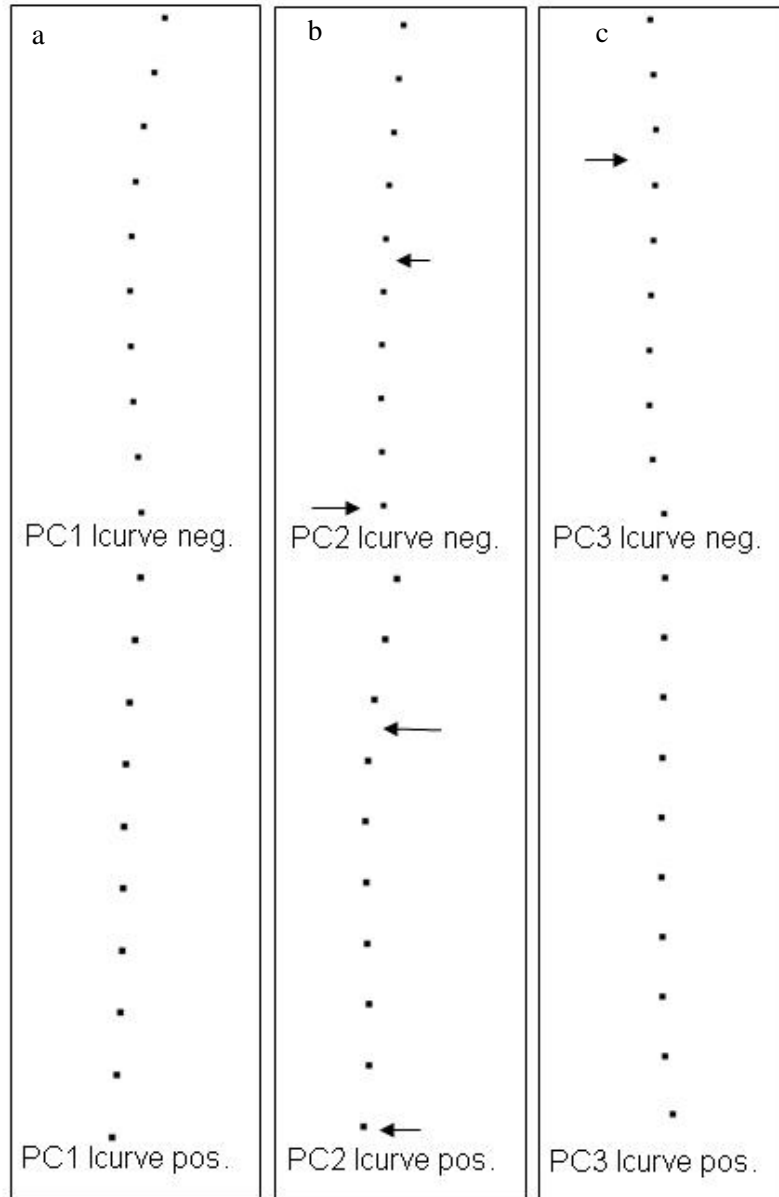 a
b
c
PC1 lcurve neg.
PC2 lcurve neg.
PC3 lcurve neg.
PC1 lcurve pos.
PC2 lcurve pos.
PC3 lcurve pos.